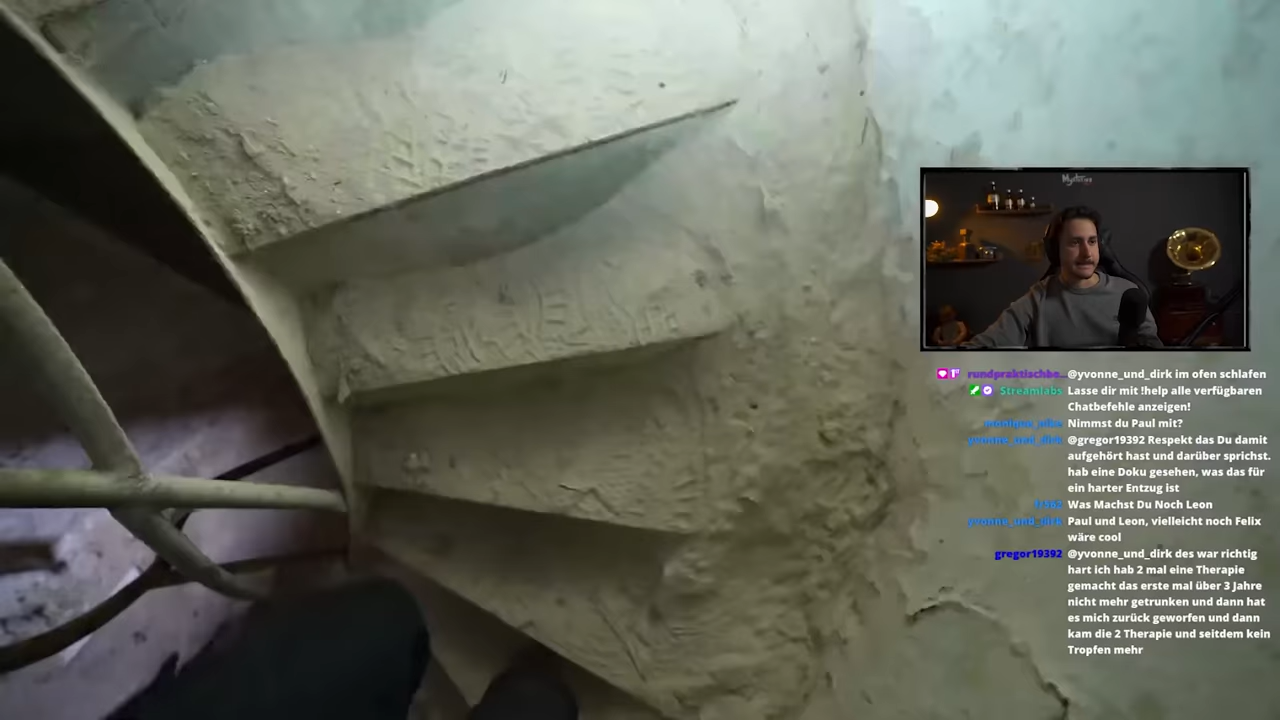 Mysteries
rundpraktischbe... @yvonne_und_dirk im ofen schlafen
Streamlabs Lasse dir mit !help alle verfügbaren
Chatbefehle anzeigen!
Nimmst du Paul mit?
yvonne_und_dirk @gregor19392 Respekt das Du damit
aufgehört hast und darüber sprichst.
hab eine Doku gesehen, was das für
ein harter Entzug ist
Was Machst Du Noch Leon
yvonne_und_dirk Paul und Leon, vielleicht noch Felix
wäre cool
gregor19392 @yvonne_und_dirk des war richtig
hart ich hab 2 mal eine Therapie
gemacht das erste mal über 3 Jahre
nicht mehr getrunken und dann hat
es mich zurück geworfen und dann
kam die 2 Therapie und seitdem kein
Tropfen mehr